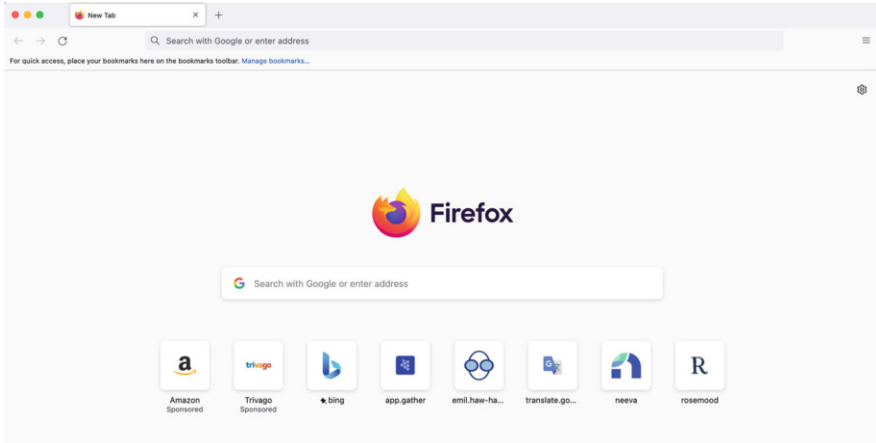 New Tab
Search with Google or enter address
For quick access, place your bookmarks here on the bookmarks toolbar. Manage bookmarks...
Firefox
Search with Google or enter address
a
trivago
R
Amazon
Sponsored
Trivago
Sponsored
bing
app.gather
emil.haw-ha...
translate.go...
neeva
rosemood